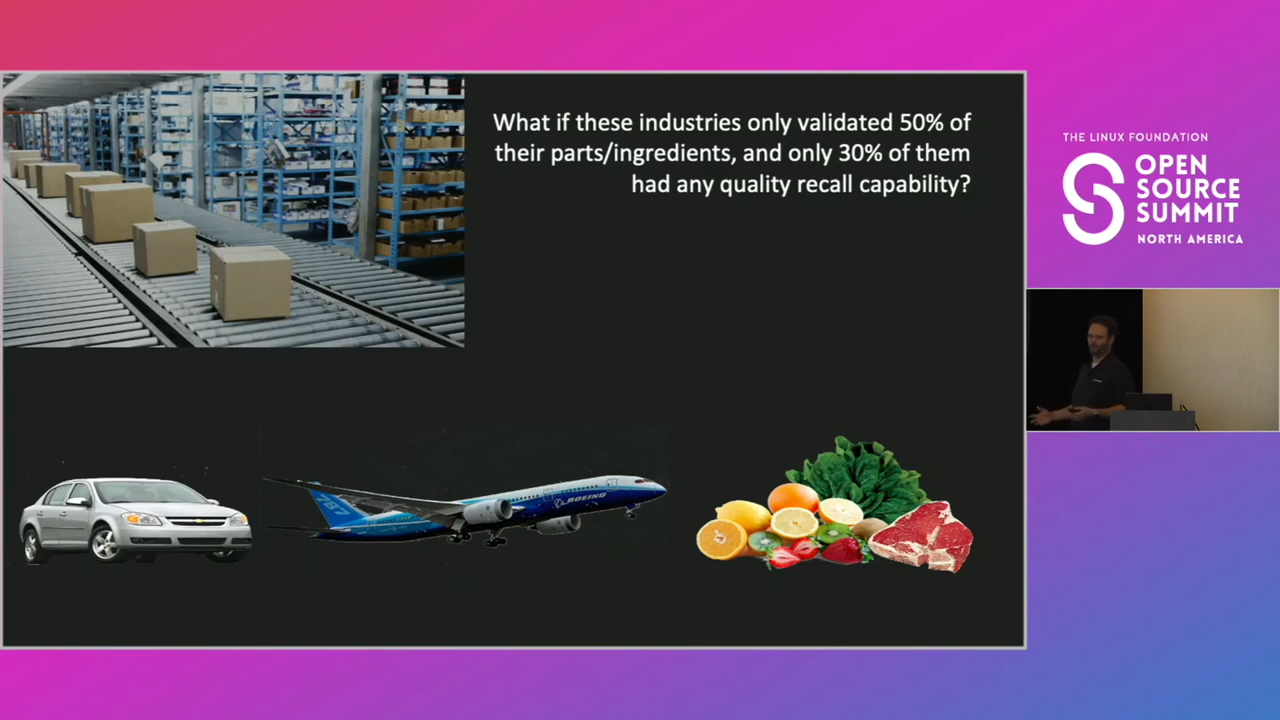 What if these industries only validated 50% of
their parts/ingredients, and only 30% of them
had any quality recall capability?
THE LINUX FOUNDATION
OPEN
SOURCE
SUMMIT
NORTH AMERICA
787
BOEING